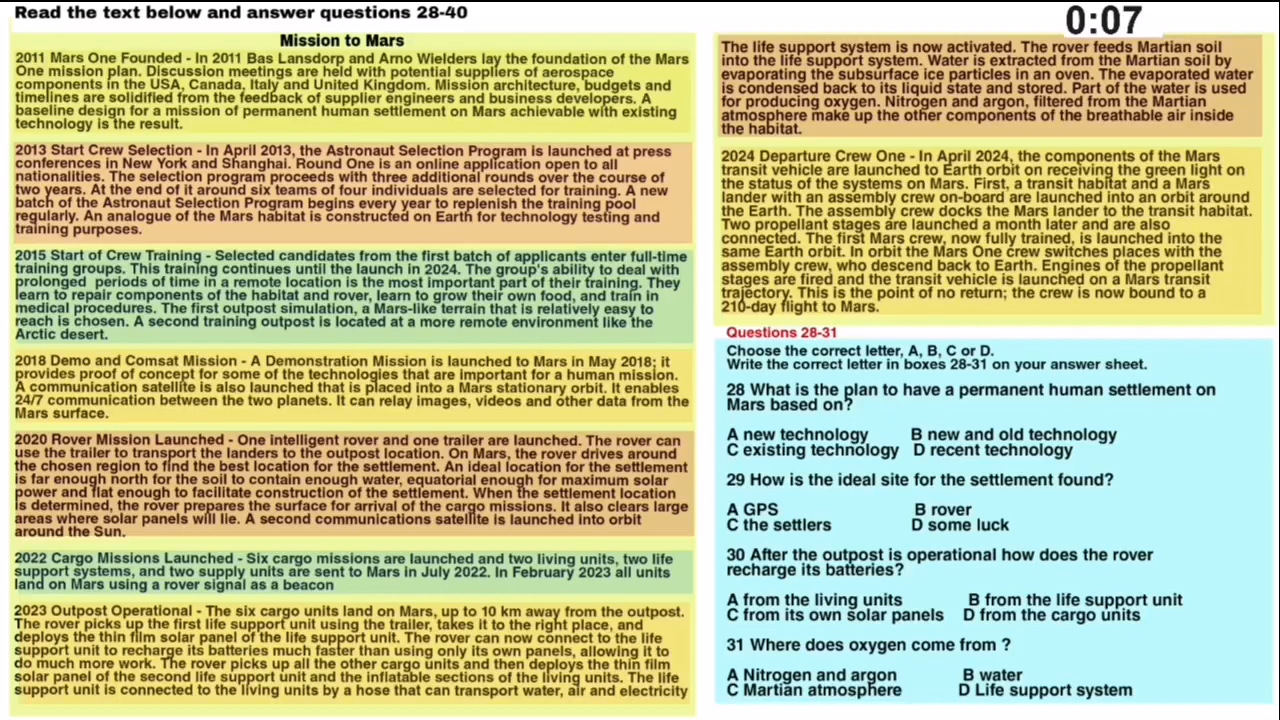 Read the text below and answer questions 28-40
0:07
Mission to Mars
2011 Mars One Founded - In 2011 Bas Lansdorp and Arno Wielders lay the foundation of the Mars
One mission plan. Discussion meetings are held with potential suppliers of aerospace
components in the USA, Canada, Italy and United Kingdom. Mission architecture, budgets and
timelines are solidified from the feedback of supplier engineers and business developers. A
baseline design for a mission of permanent human settlement on Mars achievable with existing
technology is the result.
2013 Start Crew Selection - In April 2013, the Astronaut Selection Program is launched at press
conferences in New York and Shanghai. Round One is an online application open to all
nationalities. The selection program proceeds with three additional rounds over the course of
two years. At the end of it around six teams of four individuals are selected for training. A new
batch of the Astronaut Selection Program begins every year to replenish the training pool
regularly. An analogue of the Mars habitat is constructed on Earth for technology testing and
training purposes.
2015 Start of Crew Training - Selected candidates from the first batch of applicants enter full-time
training groups. This training continues until the launch in 2024. The group's ability to deal with
prolonged periods of time in a remote location is the most important part of their training. They
learn to repair components of the habitat and rover, learn to grow their own food, and train in
medical procedures. The first outpost simulation, a Mars-like terrain that is relatively easy to
reach is chosen. A second training outpost is located at a more remote environment like the
Arctic desert.
2018 Demo and Comsat Mission - A Demonstration Mission is launched to Mars in May 2018; it
provides proof of concept for some of the technologies that are important for a human mission.
A communication satellite is also launched that is placed into a Mars stationary orbit. It enables
24/7 communication between the two planets. It can relay images, videos and other data from the
Mars surface.
2020 Rover Mission Launched - One intelligent rover and one trailer are launched. The rover can
use the trailer to transport the landers to the outpost location. On Mars, the rover drives around
the chosen region to find the best location for the settlement. An ideal location for the settlement
is far enough north for the soil to contain enough water, equatorial enough for maximum solar
power and flat enough to facilitate construction of the settlement. When the settlement location
is determined, the rover prepares the surface for arrival of the cargo missions. It also clears large
areas where solar panels will lie. A second communications satellite is launched into orbit
around the Sun.
2022 Cargo Missions Launched - Six cargo missions are launched and two living units, two life
support systems, and two supply units are sent to Mars in July 2022. In February 2023 all units
land on Mars using a rover signal as a beacon
2023 Outpost Operational - The six cargo units land on Mars, up to 10 km away from the outpost.
The rover picks up the first life support unit using the trailer, takes it to the right place, and
deploys the thin film solar panel of the life support unit. The rover can now connect to the life
support unit to recharge its batteries much faster than using only its own panels, allowing it to
do much more work. The rover picks up all the other cargo units and then deploys the thin film
solar panel of the second life support unit and the inflatable sections of the living units. The life
support unit is connected to the living units by a hose that can transport water, air and electricity
The life support system is now activated. The rover feeds Martian soil
into the life support system. Water is extracted from the Martian soil by
evaporating the subsurface ice particles in an oven. The evaporated water
is condensed back to its liquid state and stored. Part of the water is used
for producing oxygen. Nitrogen and argon, filtered from the Martian
atmosphere make up the other components of the breathable air inside
the habitat.
2024 Departure Crew One - In April 2024, the components of the Mars
transit vehicle are launched to Earth orbit on receiving the green light on
the status of the systems on Mars. First, a transit habitat and a Mars
lander with an assembly crew on-board are launched into an orbit around
the Earth. The assembly crew docks the Mars lander to the transit habitat.
Two propellant stages are launched a month later and are also
connected. The first Mars crew, now fully trained, is launched into the
same Earth orbit. In orbit the Mars One crew switches places with the
assembly crew, who descend back to Earth. Engines of the propellant
stages are fired and the transit vehicle is launched on a Mars transit
trajectory. This is the point of no return; the crew is now bound to a
210-day flight to Mars.
Questions 28-31
Choose the correct letter, A, B, C or D.
Write the correct letter in boxes 28-31 on your answer sheet.
28 What is the plan to have a permanent human settlement on
Mars based on?
A new technology B new and old technology
C existing technology D recent technology
29 How is the ideal site for the settlement found?
A GPS B rover
C the settlers D some luck
30 After the outpost is operational how does the rover
recharge its batteries?
A from the living units B from the life support unit
C from its own solar panels D from the cargo units
31 Where does oxygen come from ?
A Nitrogen and argon B water
C Martian atmosphere D Life support system